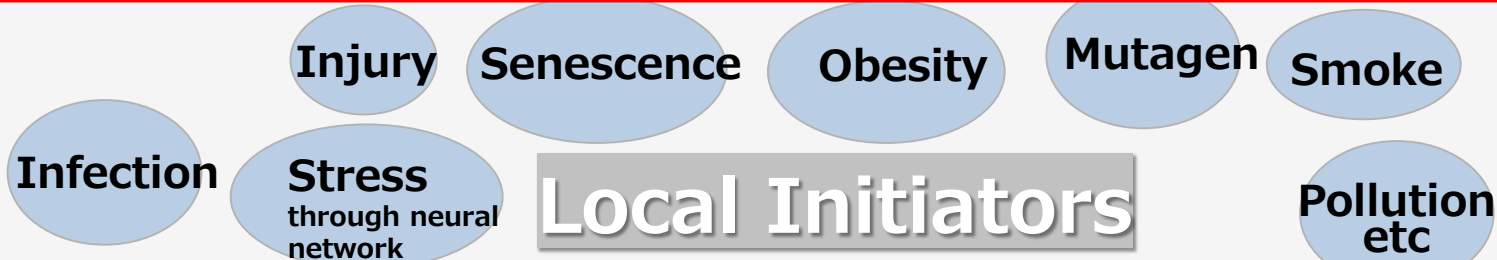 Injury
Senescence
Obesity
Mutagen
Smoke
Infection
Stress
through neural
network
Local Initiators
Pollution
etc